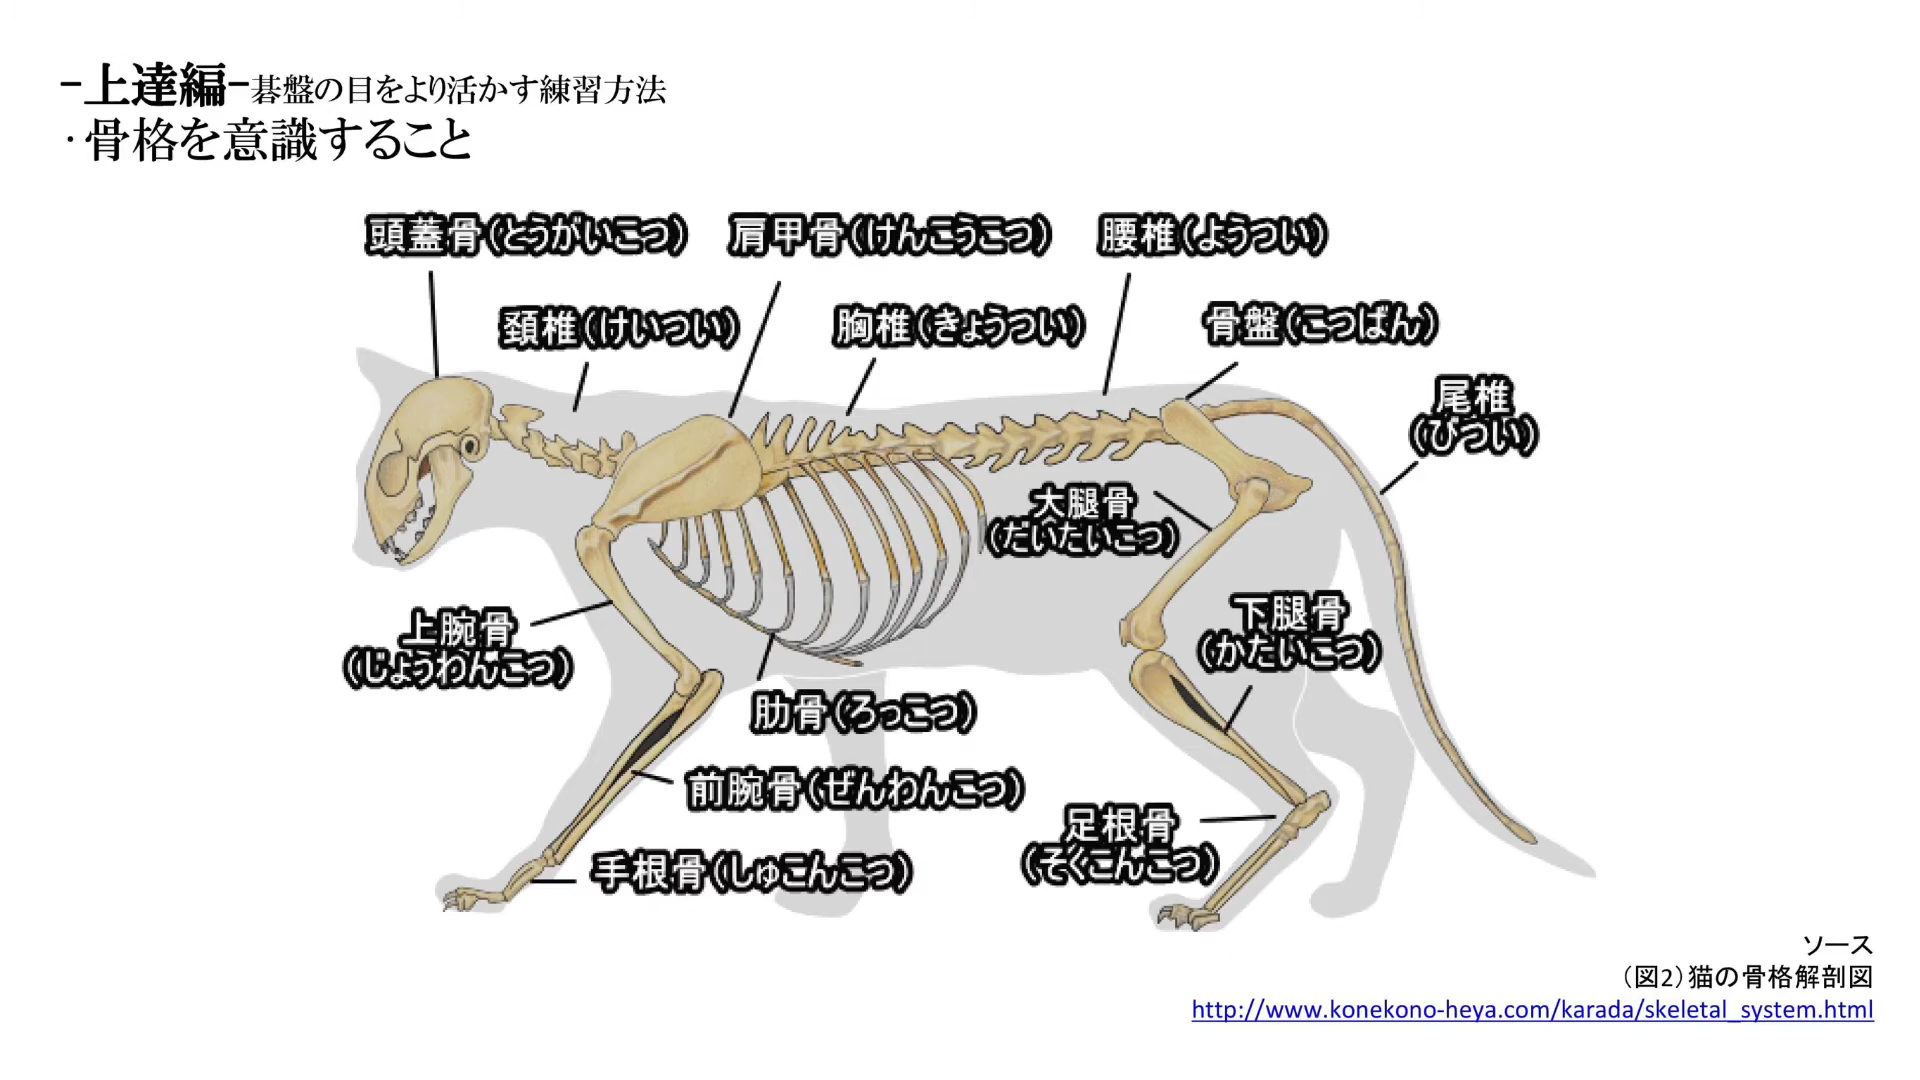 -上達編-碁盤の目をより活かす練習方法
・骨格を意識すること
頭蓋骨(とうがいこつ)
肩甲骨(けんこうこつ)
腰椎(ようつい)
頚椎(けいつい)
胸椎(きょうつい)
骨盤(こつばん)
尾椎
(びつい)
大腿骨
(だいたいこつ)
上腕骨
(じょうわんこつ)
下腿骨
(かたいこつ)
肋骨(ろっこつ)
前腕骨(ぜんわんこつ)
手根骨(しゅこんこつ)
足根骨
(そくこんこつ)
ソース
(図2)猫の骨格解剖図
http://www.konekono-heya.com/karada/skeletal_system.html